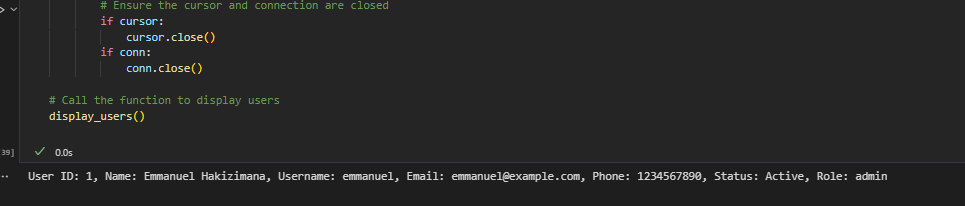 # Ensure the cursor and connection are closed
if cursor:
cursor.close()
if conn:
conn.close()
# Call the function to display users
display_users()
39]
0.0s
User ID: 1, Name: Emmanuel Hakizimana, Username: emmanuel, Email: emmanuel@example.com, Phone: 1234567890, Status: Active, Role: admin